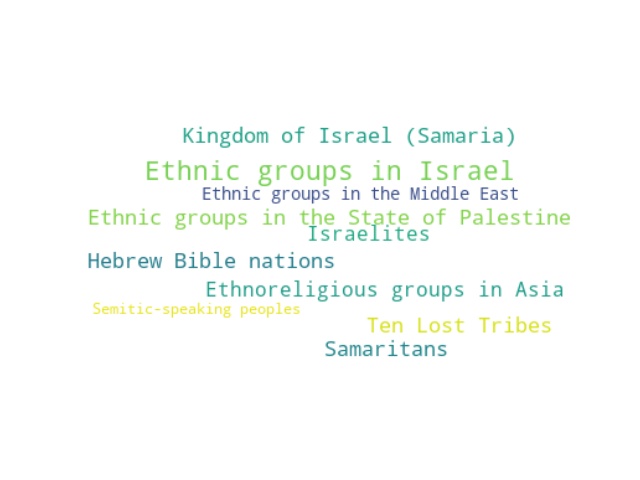 Kingdom of Israel (Samaria)
Ethnic groups in Israel
Ethnic groups in the Middle East
Ethnic groups in the State of Palestine
Israelites
Hebrew Bible nations
Ethnoreligious groups in Asia
Semitic-speaking peoples
Ten Lost Tribes
Samaritans